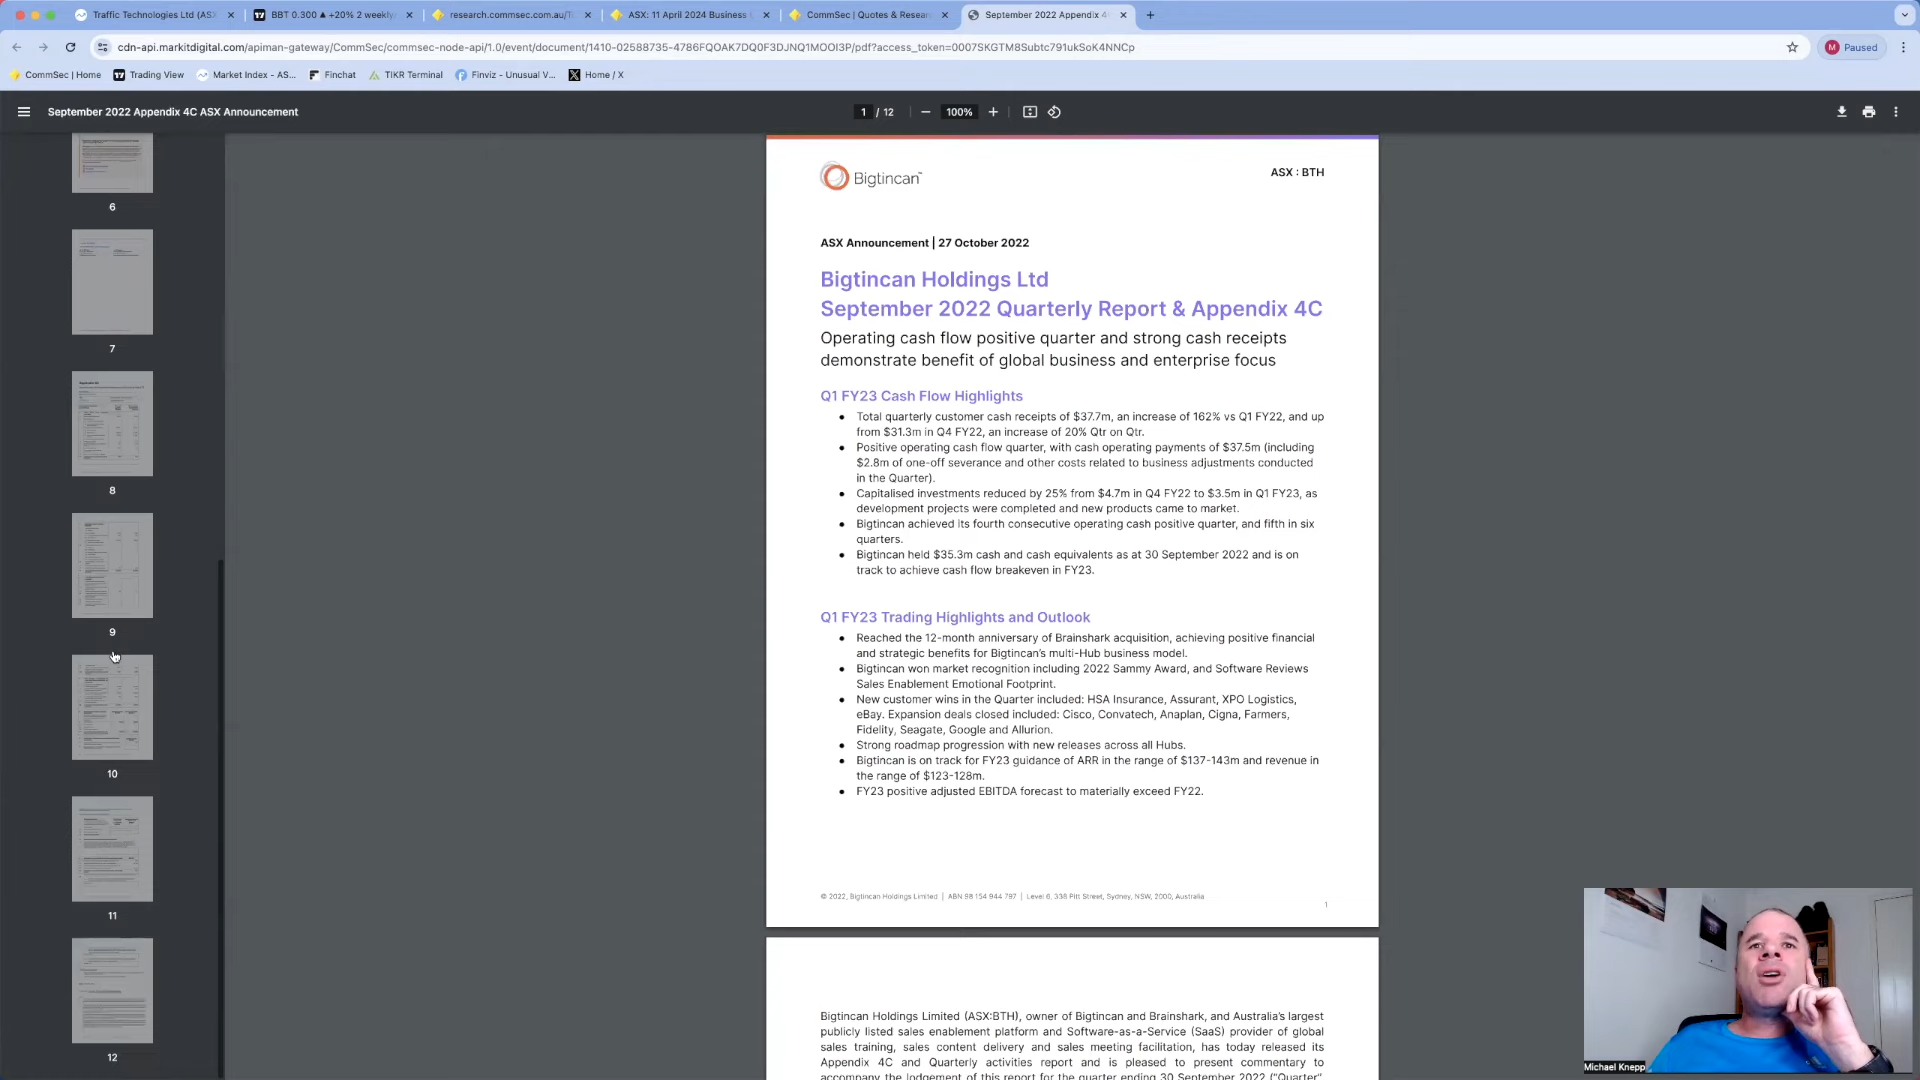 Traffic Technologies Ltd (AS
BBT 0.300 ▲ +20% 2 weekly
research.commsec.com.au/T
ASX: 11 April 2024 Business
CommSec | Quotes & Resear
September 2022 Appendix 4
cdn-api.markitdigital.com/apiman-gateway/CommSec/commsec-node-api/1.0/event/document/1410-02588735-4786FQOAK7DQ0F3DJNQ1MOOI3P/pdf?access_token=0007SKGTM8Subtc791ukSoK4NNCp
M Paused
CommSec | Home
Trading View
Market Index - AS...
Finchat
TIKR Terminal
Finviz - Unusual V...
Home / X
September 2022 Appendix 4C ASX Announcement
1 / 12
100%
6
7
8
9
10
11
12
Bigtincan™
ASX : BTH
ASX Announcement | 27 October 2022
Bigtincan Holdings Ltd
September 2022 Quarterly Report & Appendix 4C
Operating cash flow positive quarter and strong cash receipts
demonstrate benefit of global business and enterprise focus
Q1 FY23 Cash Flow Highlights
● Total quarterly customer cash receipts of $37.7m, an increase of 162% vs Q1 FY22, and up
from $31.3m in Q4 FY22, an increase of 20% Qtr on Qtr.
● Positive operating cash flow quarter, with cash operating payments of $37.5m (including
$2.8m of one-off severance and other costs related to business adjustments conducted
in the Quarter).
● Capitalised investments reduced by 25% from $4.7m in Q4 FY22 to $3.5m in Q1 FY23, as
development projects were completed and new products came to market.
● Bigtincan achieved its fourth consecutive operating cash positive quarter, and fifth in six
quarters.
● Bigtincan held $35.3m cash and cash equivalents as at 30 September 2022 and is on
track to achieve cash flow breakeven in FY23.
Q1 FY23 Trading Highlights and Outlook
● Reached the 12-month anniversary of Brainshark acquisition, achieving positive financial
and strategic benefits for Bigtincan's multi-Hub business model.
● Bigtincan won market recognition including 2022 Sammy Award, and Software Reviews
Sales Enablement Emotional Footprint.
● New customer wins in the Quarter included: HSA Insurance, Assurant, XPO Logistics,
eBay. Expansion deals closed included: Cisco, Convatech, Anaplan, Cigna, Farmers,
Fidelity, Seagate, Google and Allurion.
● Strong roadmap progression with new releases across all Hubs.
● Bigtincan is on track for FY23 guidance of ARR in the range of $137-143m and revenue in
the range of $123-128m.
● FY23 positive adjusted EBITDA forecast to materially exceed FY22.
© 2022, Bigtincan Holdings Limited | ABN 98 154 944 797 | Level 6, 338 Pitt Street, Sydney, NSW, 2000, Australia
1
Bigtincan Holdings Limited (ASX:BTH), owner of Bigtincan and Brainshark, and Australia's largest
publicly listed sales enablement platform and Software-as-a-Service (SaaS) provider of global
sales training, sales content delivery and sales meeting facilitation, has today released its
Appendix 4C and Quarterly activities report and is pleased to present commentary to
accompany the lodgement of this report for the quarter ending 30 September 2022 ("Quarter",
Michael Knepp